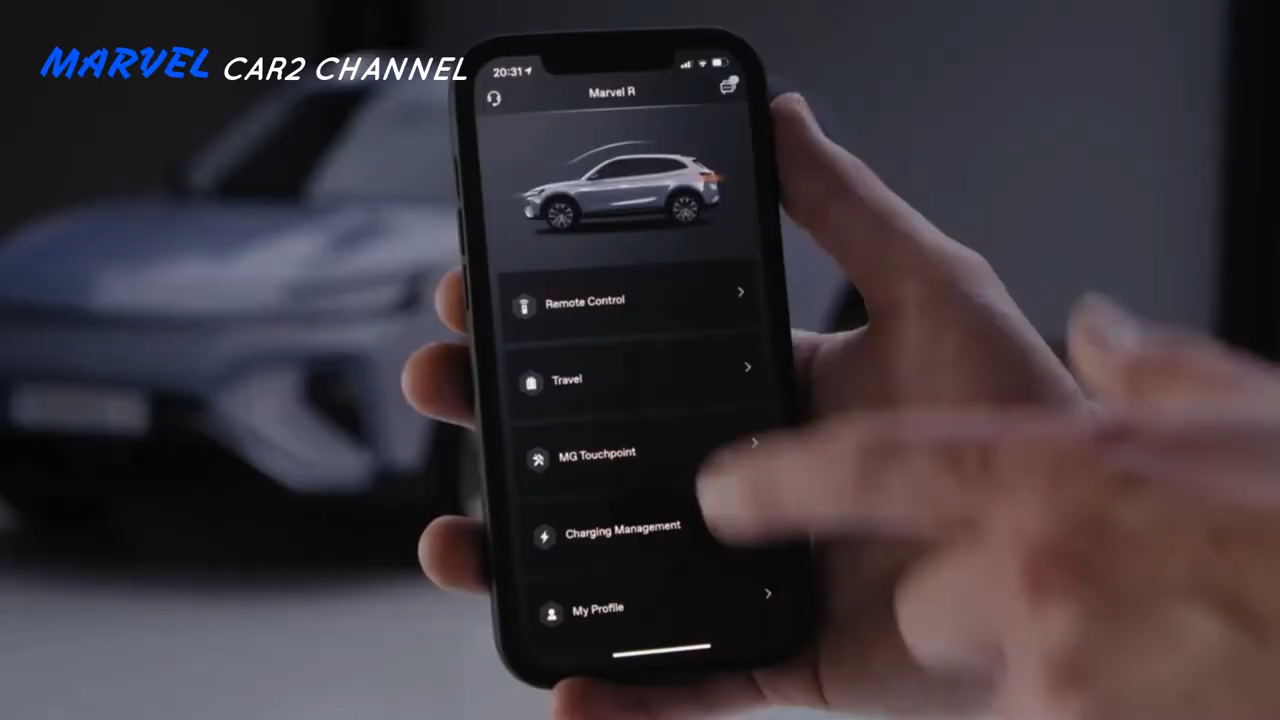 MARVEL CAR2 CHANNEL
20:31
Marvel R
Remote Control
Travel
MG Touchpoint
Charging Management
My Profile